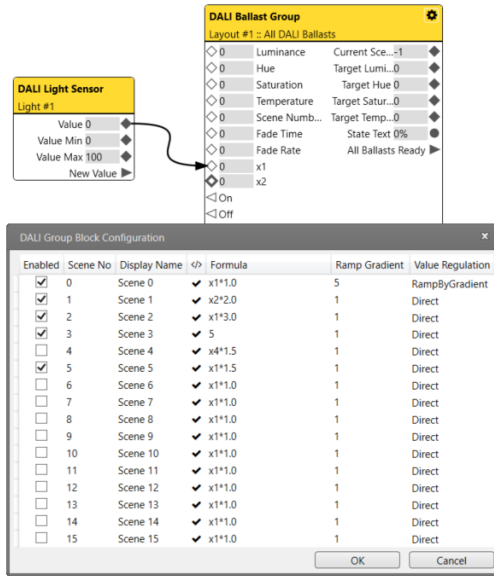 DALI Ballast Group
Layout #1 :: All DALI Ballasts
0 Luminance Current Sce...-1
0 Hue Target Lumi...0
0 Saturation Target Hue 0
0 Temperature Target Satur...0
0 Scene Numb... Target Temp...0
0 Fade Time State Text 0%
0 Fade Rate All Ballasts Ready
0 x1
0 x2
On
Off
DALI Light Sensor
Light #1
Value 0
Value Min 0
Value Max 100
New Value
DALI Group Block Configuration x
Enabled Scene No Display Name </> Formula Ramp Gradient Value Regulation
✔ 0 Scene 0 ✔ x1*1.0 5 RampByGradient
✔ 1 Scene 1 ✔ x2*2.0 1 Direct
✔ 2 Scene 2 ✔ x1*3.0 1 Direct
✔ 3 Scene 3 ✔ 5 1 Direct
4 Scene 4 ✔ x4*1.5 1 Direct
✔ 5 Scene 5 ✔ x1*1.5 1 Direct
6 Scene 6 ✔ x1*1.0 1 Direct
7 Scene 7 ✔ x1*1.0 1 Direct
8 Scene 8 ✔ x1*1.0 1 Direct
9 Scene 9 ✔ x1*1.0 1 Direct
10 Scene 10 ✔ x1*1.0 1 Direct
11 Scene 11 ✔ x1*1.0 1 Direct
12 Scene 12 ✔ x1*1.0 1 Direct
13 Scene 13 ✔ x1*1.0 1 Direct
14 Scene 14 ✔ x1*1.0 1 Direct
15 Scene 15 ✔ x1*1.0 1 Direct
OK Cancel